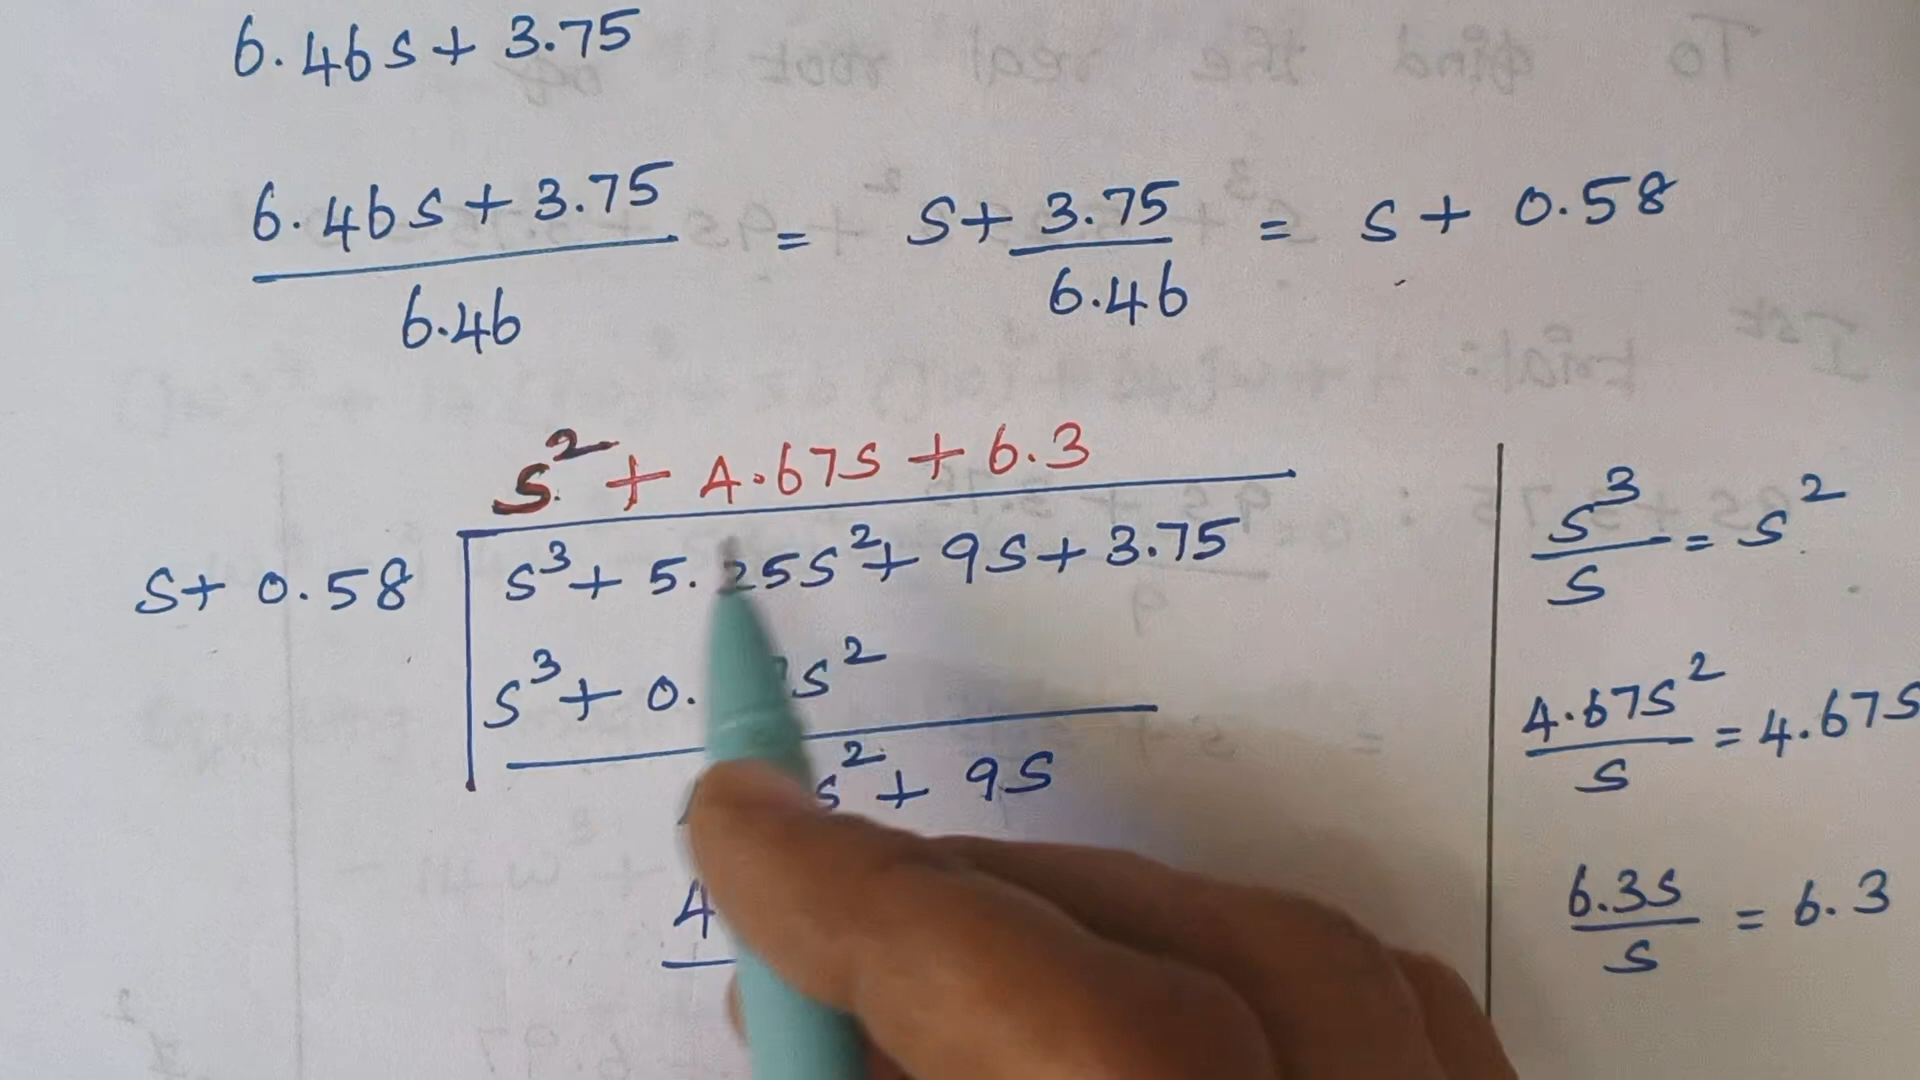 6.46s + 3.75
6.46s + 3.75 / 6.46 = s + 3.75 / 6.46 = s + 0.58
s² + 4.67s + 6.3
s + 0.58 | s³ + 5.25s² + 9s + 3.75
s³ + 0. s²
s² + 9s
4
s³ / s = s²
4.67s² / s = 4.67s
6.3s / s = 6.3